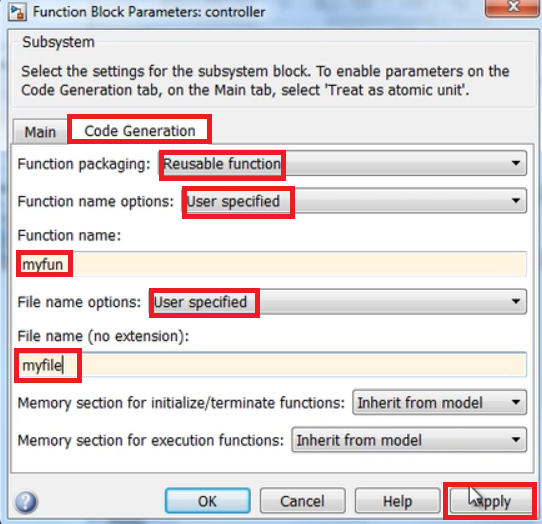 Function Block Parameters: controller
Subsystem
Select the settings for the subsystem block. To enable parameters on the
Code Generation tab, on the Main tab, select 'Treat as atomic unit'.
Main Code Generation
Function packaging: Reusable function
Function name options: User specified
Function name:
myfun
File name options: User specified
File name (no extension):
myfile
Memory section for initialize/terminate functions: Inherit from model
Memory section for execution functions: Inherit from model
OK Cancel Help Apply